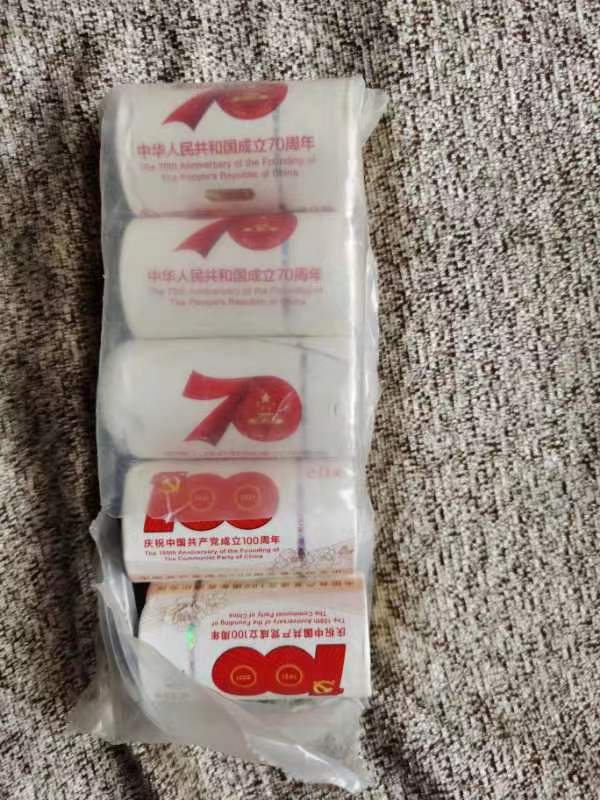 70
中华人民共和国成立70周年
The 70th Anniversary of the Founding of
The People's Republic of China
70
中华人民共和国成立70周年
The 70th Anniversary of the Founding of
The People's Republic of China
70
100
庆祝中国共产党成立100周年
The 100th Anniversary of the Founding of
The Communist Party of China
100
1921
2021
庆祝中国共产党成立100周年
The 100th Anniversary of the Founding of
The Communist Party of China